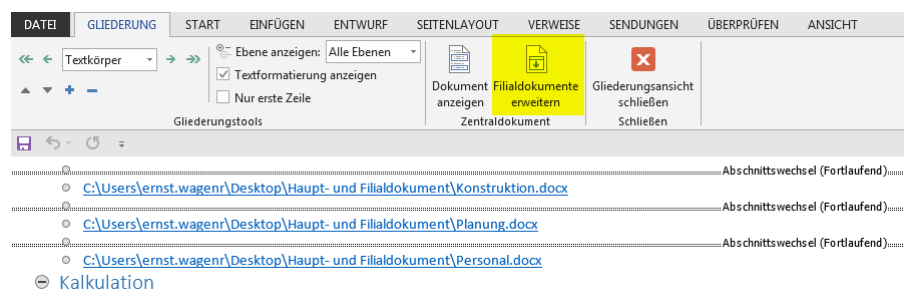 DATEI GLIEDERUNG START EINFÜGEN ENTWURF SEITENLAYOUT VERWEISE SENDUNGEN ÜBERPRÜFEN ANSICHT
Textkörper
Ebene anzeigen: Alle Ebenen
Textformatierung anzeigen
Nur erste Zeile
Gliederungstools
Dokument anzeigen
Filialdokumente erweitern
Zentraldokument
Gliederungsansicht schließen
Schließen
Abschnittswechsel (Fortlaufend)
C:\Users\ernst.wagenr\Desktop\Haupt- und Filialdokument\Konstruktion.docx
Abschnittswechsel (Fortlaufend)
C:\Users\ernst.wagenr\Desktop\Haupt- und Filialdokument\Planung.docx
Abschnittswechsel (Fortlaufend)
C:\Users\ernst.wagenr\Desktop\Haupt- und Filialdokument\Personal.docx
Kalkulation